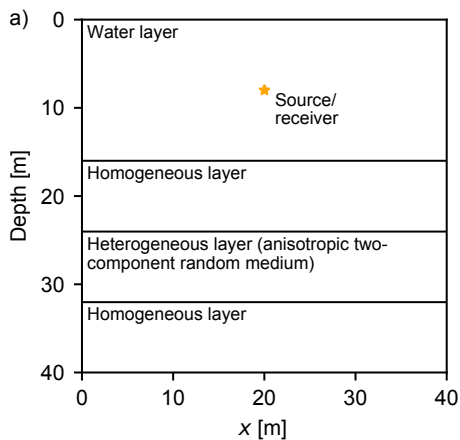 a)
0
Water layer
Source/
receiver
10
Homogeneous layer
20
Heterogeneous layer (anisotropic two-
component random medium)
30
Homogeneous layer
40
Depth [m]
0 10 20 30 40
x [m]